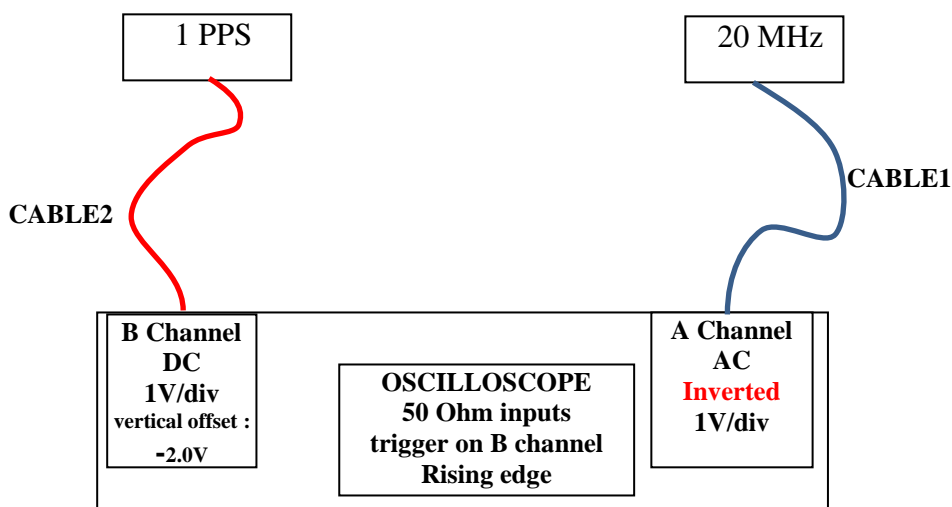 1 PPS
20 MHz
CABLE2
CABLE1
B Channel
DC
1V/div
vertical offset :
-2.0V
OSCILLOSCOPE
50 Ohm inputs
trigger on B channel
Rising edge
A Channel
AC
Inverted
1V/div